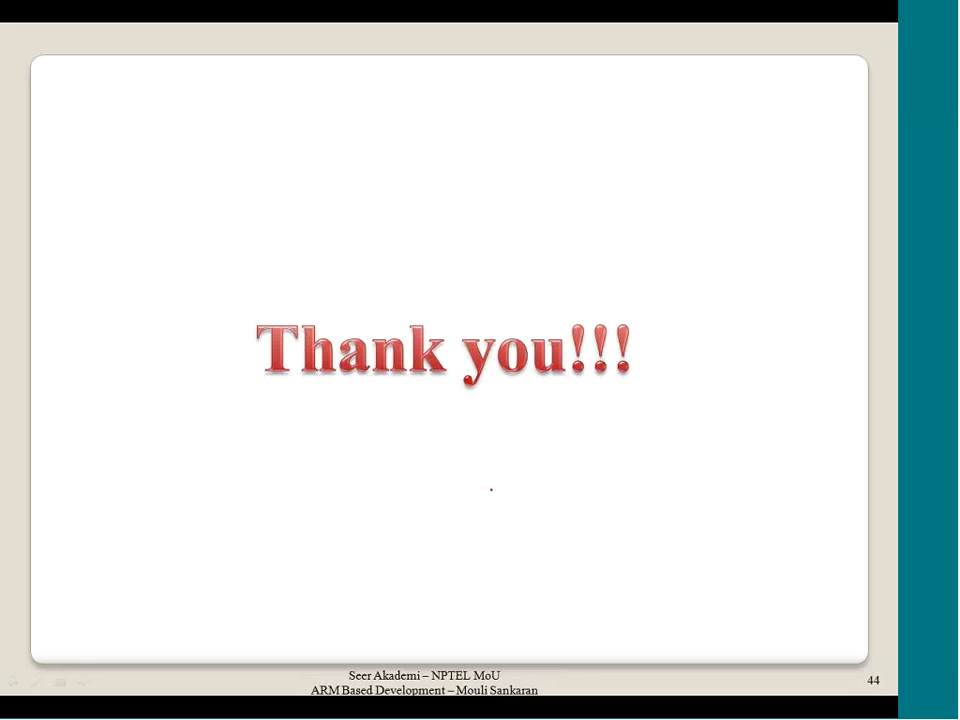 Thank you!!!
Seer Akademi – NPTEL MoU
ARM Based Development – Mouli Sankaran
44